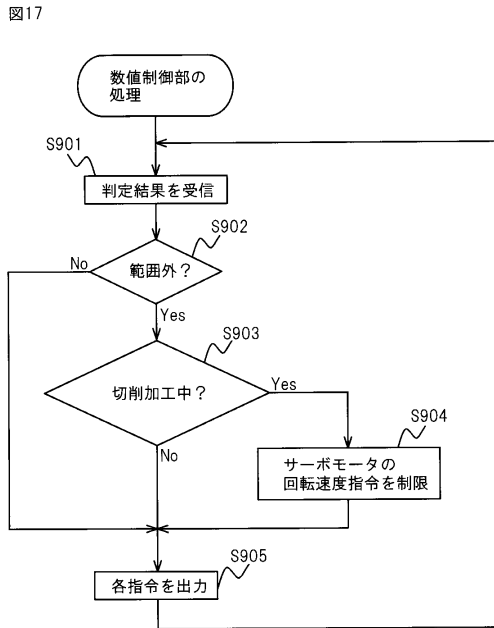 図17
数値制御部の
処理
S901
判定結果を受信
S902
範囲外?
No
Yes
S903
切削加工中?
Yes
No
S904
サーボモータの
回転速度指令を制限
S905
各指令を出力